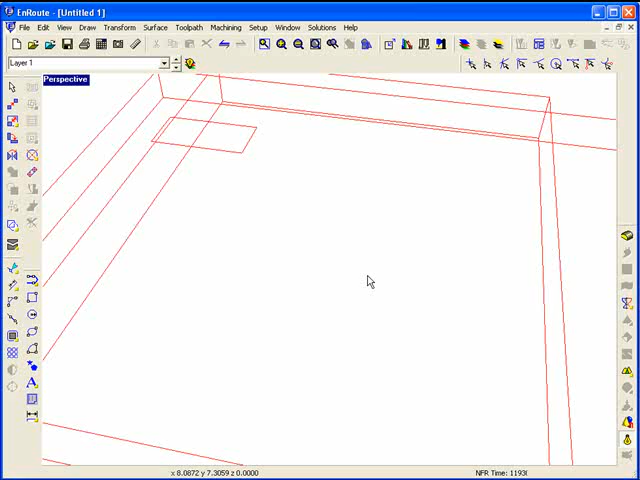 EnRoute - [Untitled 1]
File Edit View Draw Transform Surface Toolpath Machining Setup Window Solutions Help
Layer 1
Perspective
x 8.0872 y 7.3059 z 0.0000 NFR Time: 1193